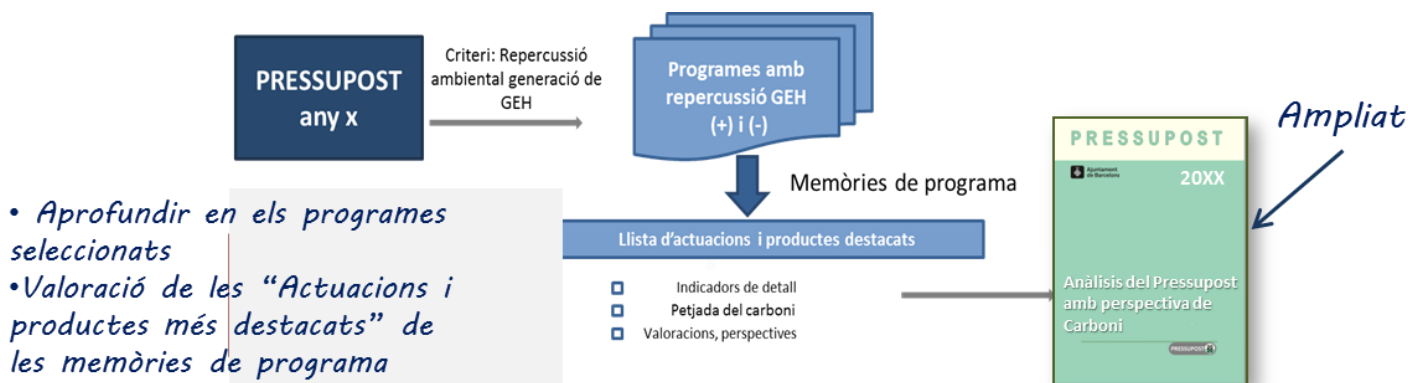 PRESSUPOST
any x
Criteri: Repercussió
ambiental generació de
GEH
Programes amb
repercussió GEH
(+) i (-)
Memòries de programa
• Aprofundir en els programes
seleccionats
•Valoració de les “Actuacions i
productes més destacats” de
les memòries de programa
Llista d’actuacions i productes destacats
Indicadors de detall
Petjada del carboni
Valoracions, perspectives
Ampliat
PRESSUPOST
Ajuntament
de Barcelona
20XX
Anàlisis del Pressupost
amb perspectiva de
Carboni
PRESSUPOST